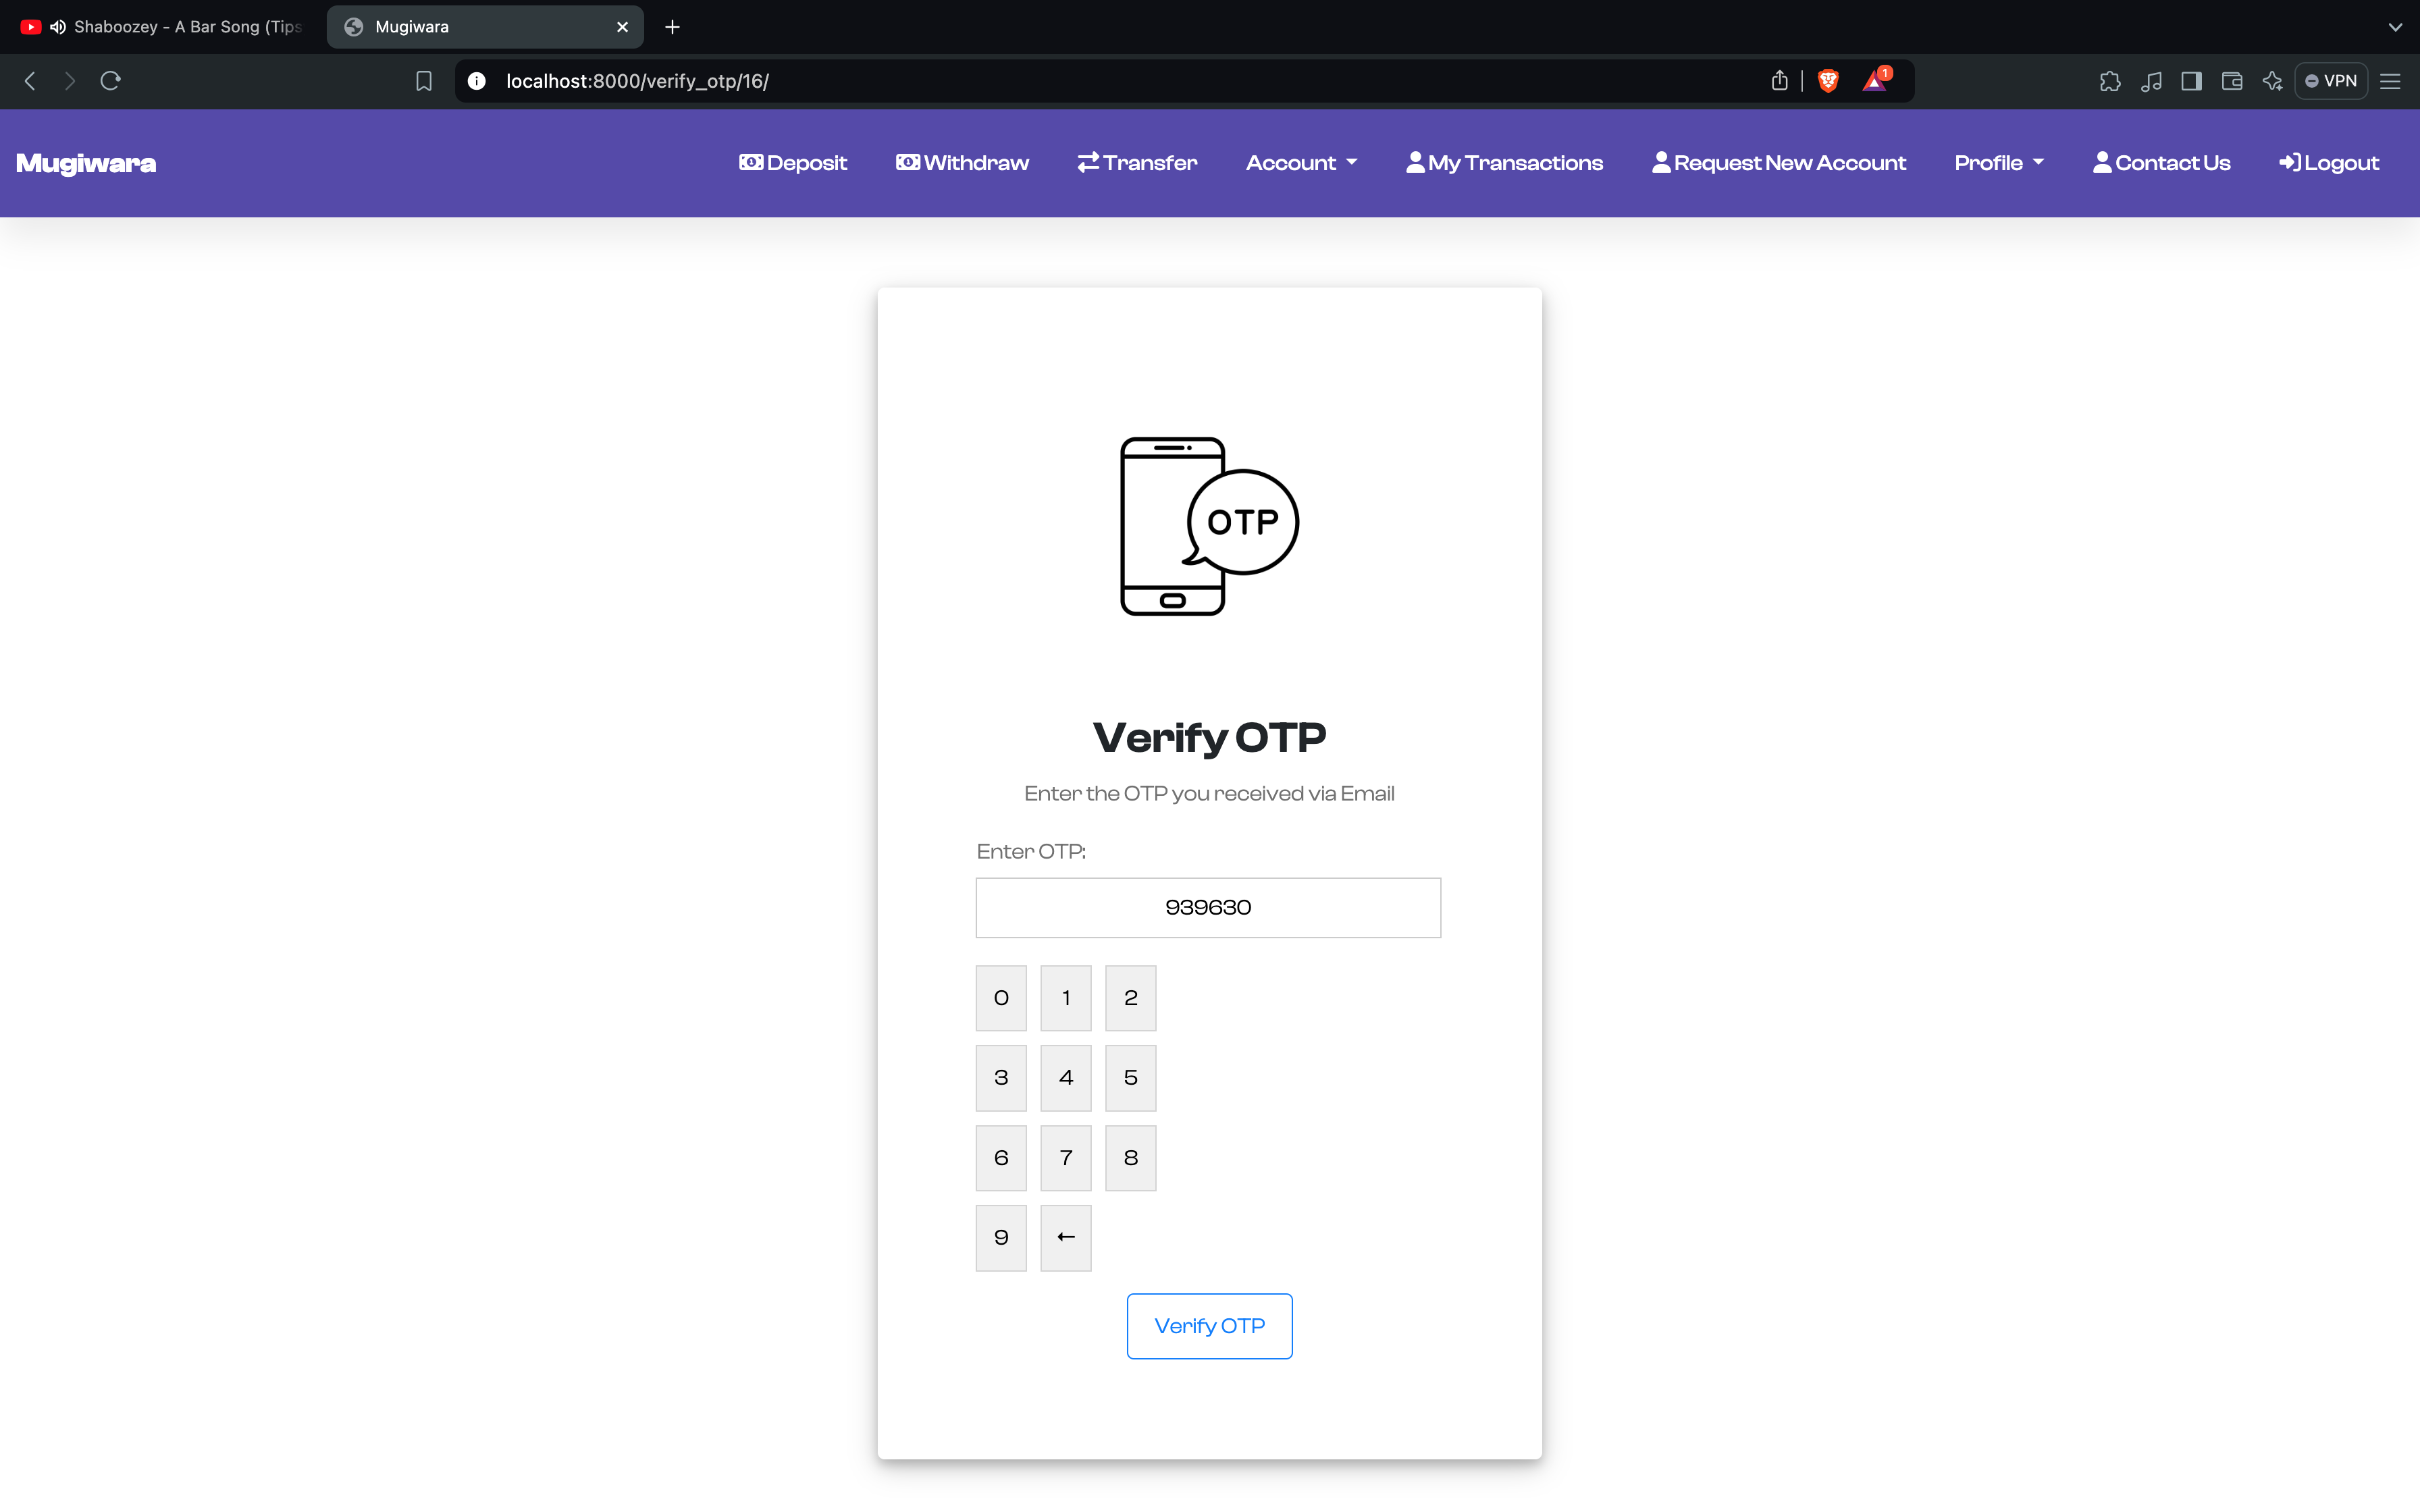 Shaboozey - A Bar Song (Tips
Mugiwara
localhost:8000/verify_otp/16/
1
VPN
Mugiwara
Deposit
Withdraw
Transfer
Account
My Transactions
Request New Account
Profile
Contact Us
Logout
OTP
Verify OTP
Enter the OTP you received via Email
Enter OTP:
939630
0 1 2
3 4 5
6 7 8
9 ←
Verify OTP